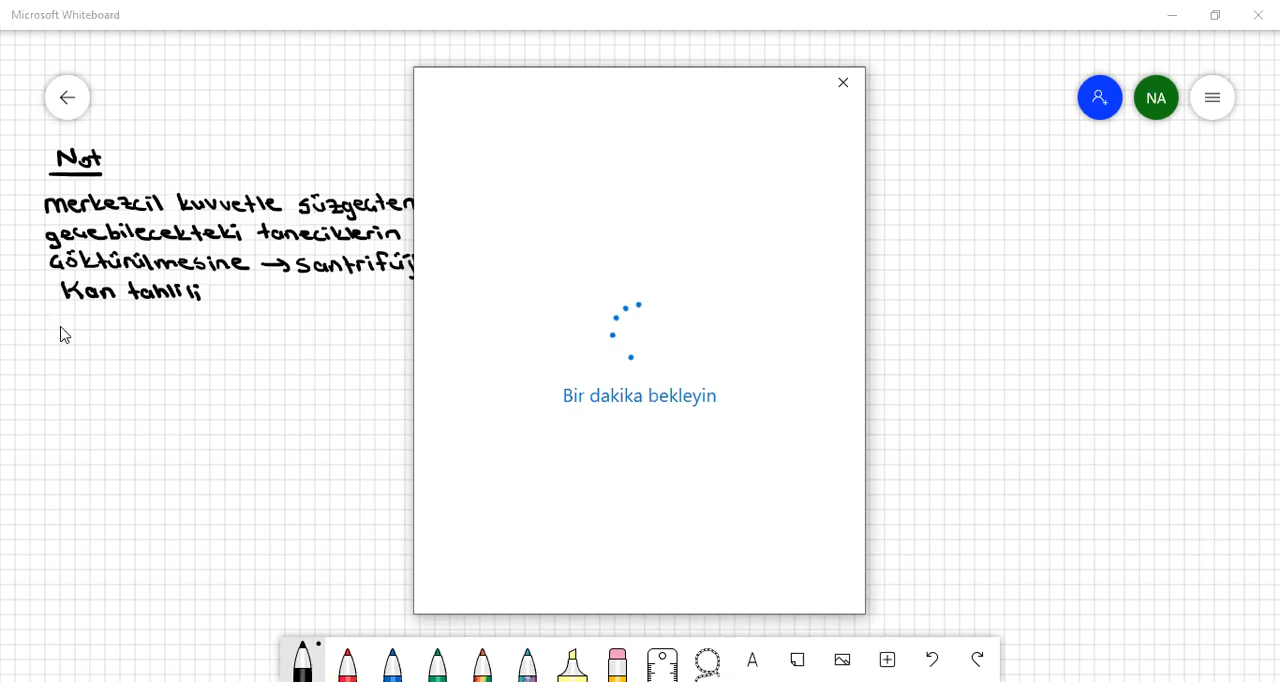 Microsoft Whiteboard
NA
Not
merkezcil kuvvetle süzgeçten
geçebilecekteki taneciklerin
çöktürülmesine → santrifüj
Kan tahlili
Bir dakika bekleyin
A